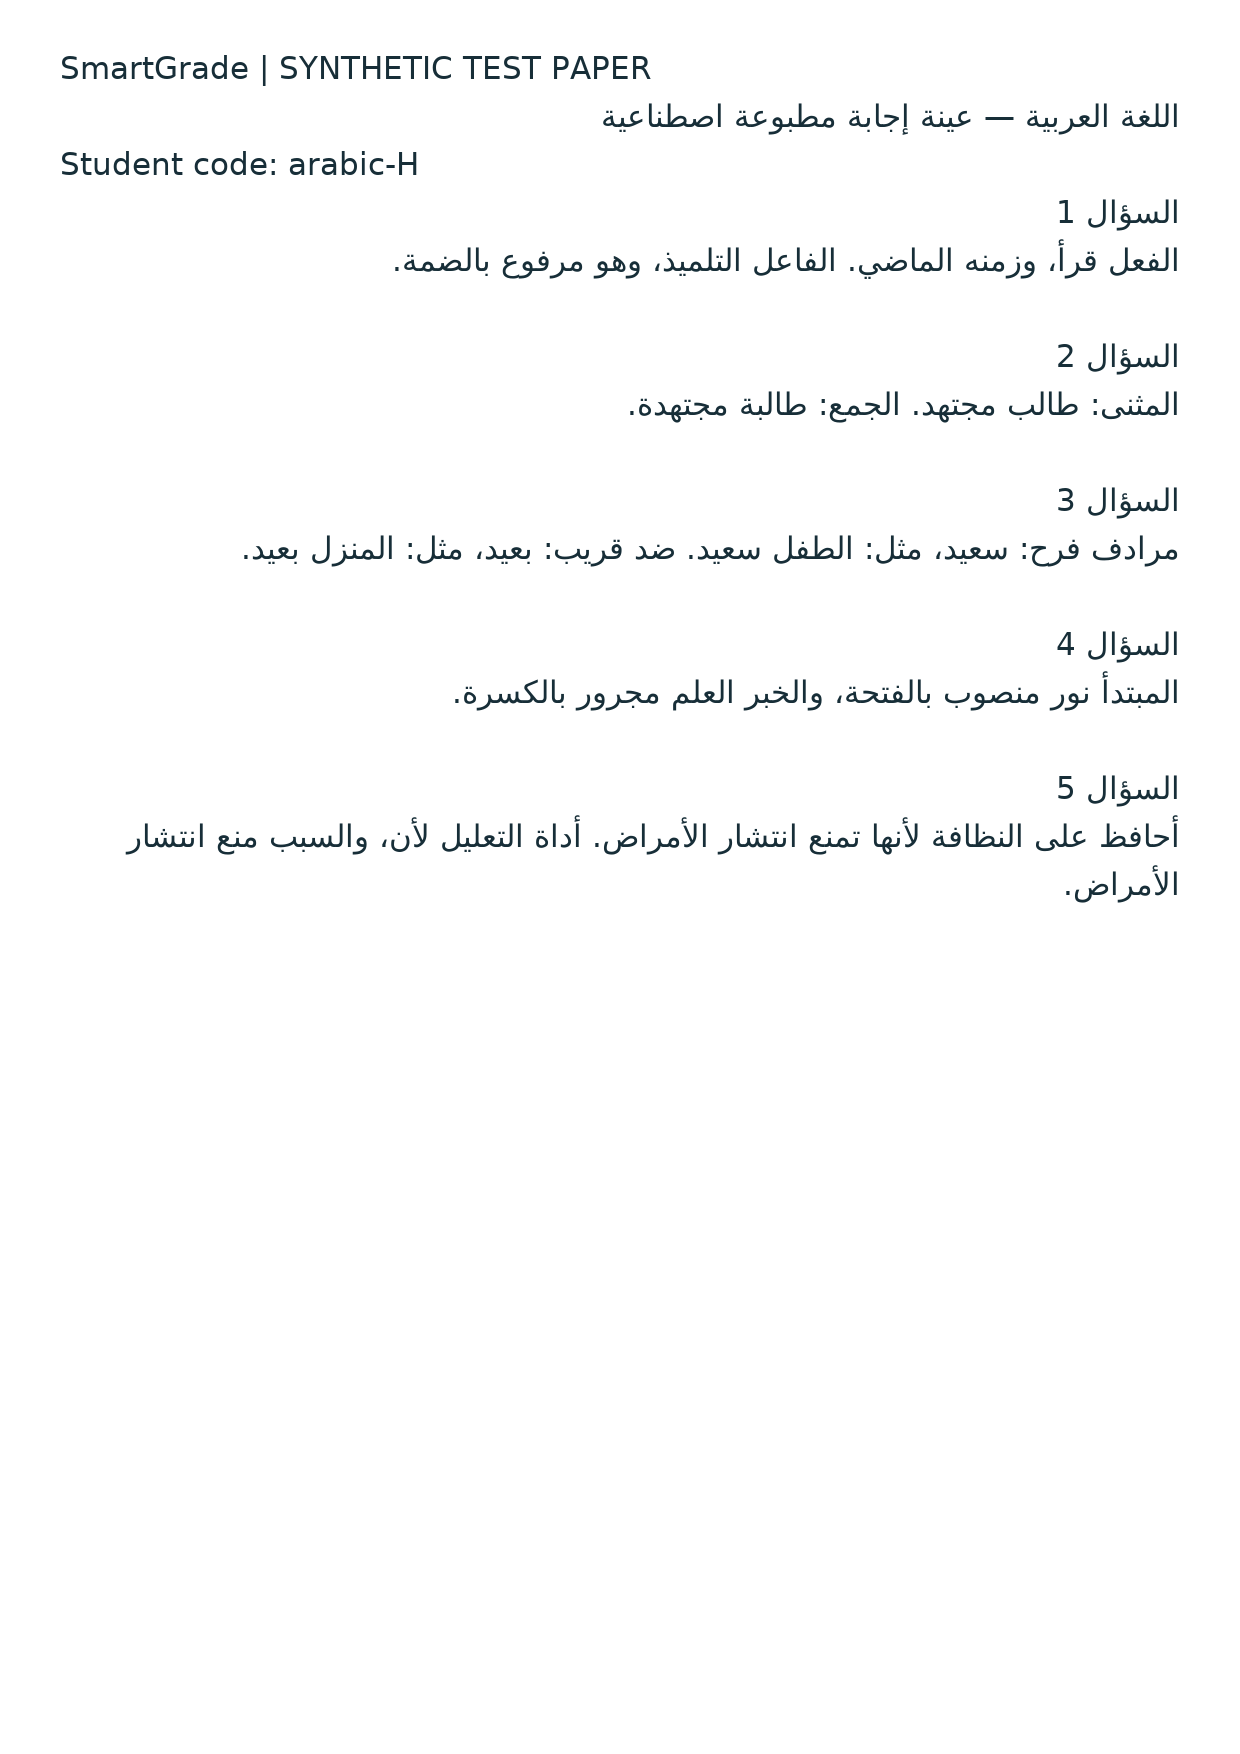 SmartGrade | SYNTHETIC TEST PAPER
اللغة العربية — عينة إجابة مطبوعة اصطناعية
Student code: arabic-H
السؤال 1
الفعل قرأ، وزمنه الماضي. الفاعل التلميذ، وهو مرفوع بالضمة.
السؤال 2
المثنى: طالب مجتهد. الجمع: طالبة مجتهدة.
السؤال 3
مرادف فرح: سعيد، مثل: الطفل سعيد. ضد قريب: بعيد، مثل: المنزل بعيد.
السؤال 4
المبتدأ نور منصوب بالفتحة، والخبر العلم مجرور بالكسرة.
السؤال 5
أحافظ على النظافة لأنها تمنع انتشار الأمراض. أداة التعليل لأن، والسبب منع انتشار
الأمراض.